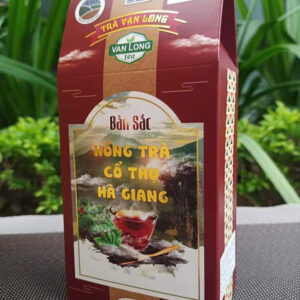 TRÀ VAN LONG
VAN LONG
tea
Bản Sắc
HỒNG TRÀ
CỔ THỤ
HÀ GIANG